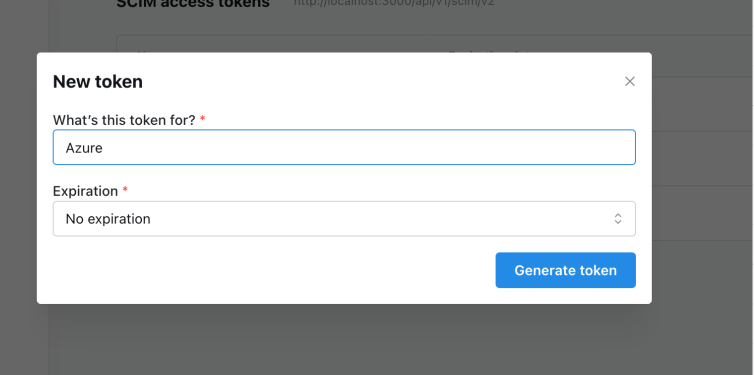 SCIM access tokens http://localhost:3000/api/v1/scim/v2
New token
What's this token for? *
Azure
Expiration *
No expiration
Generate token